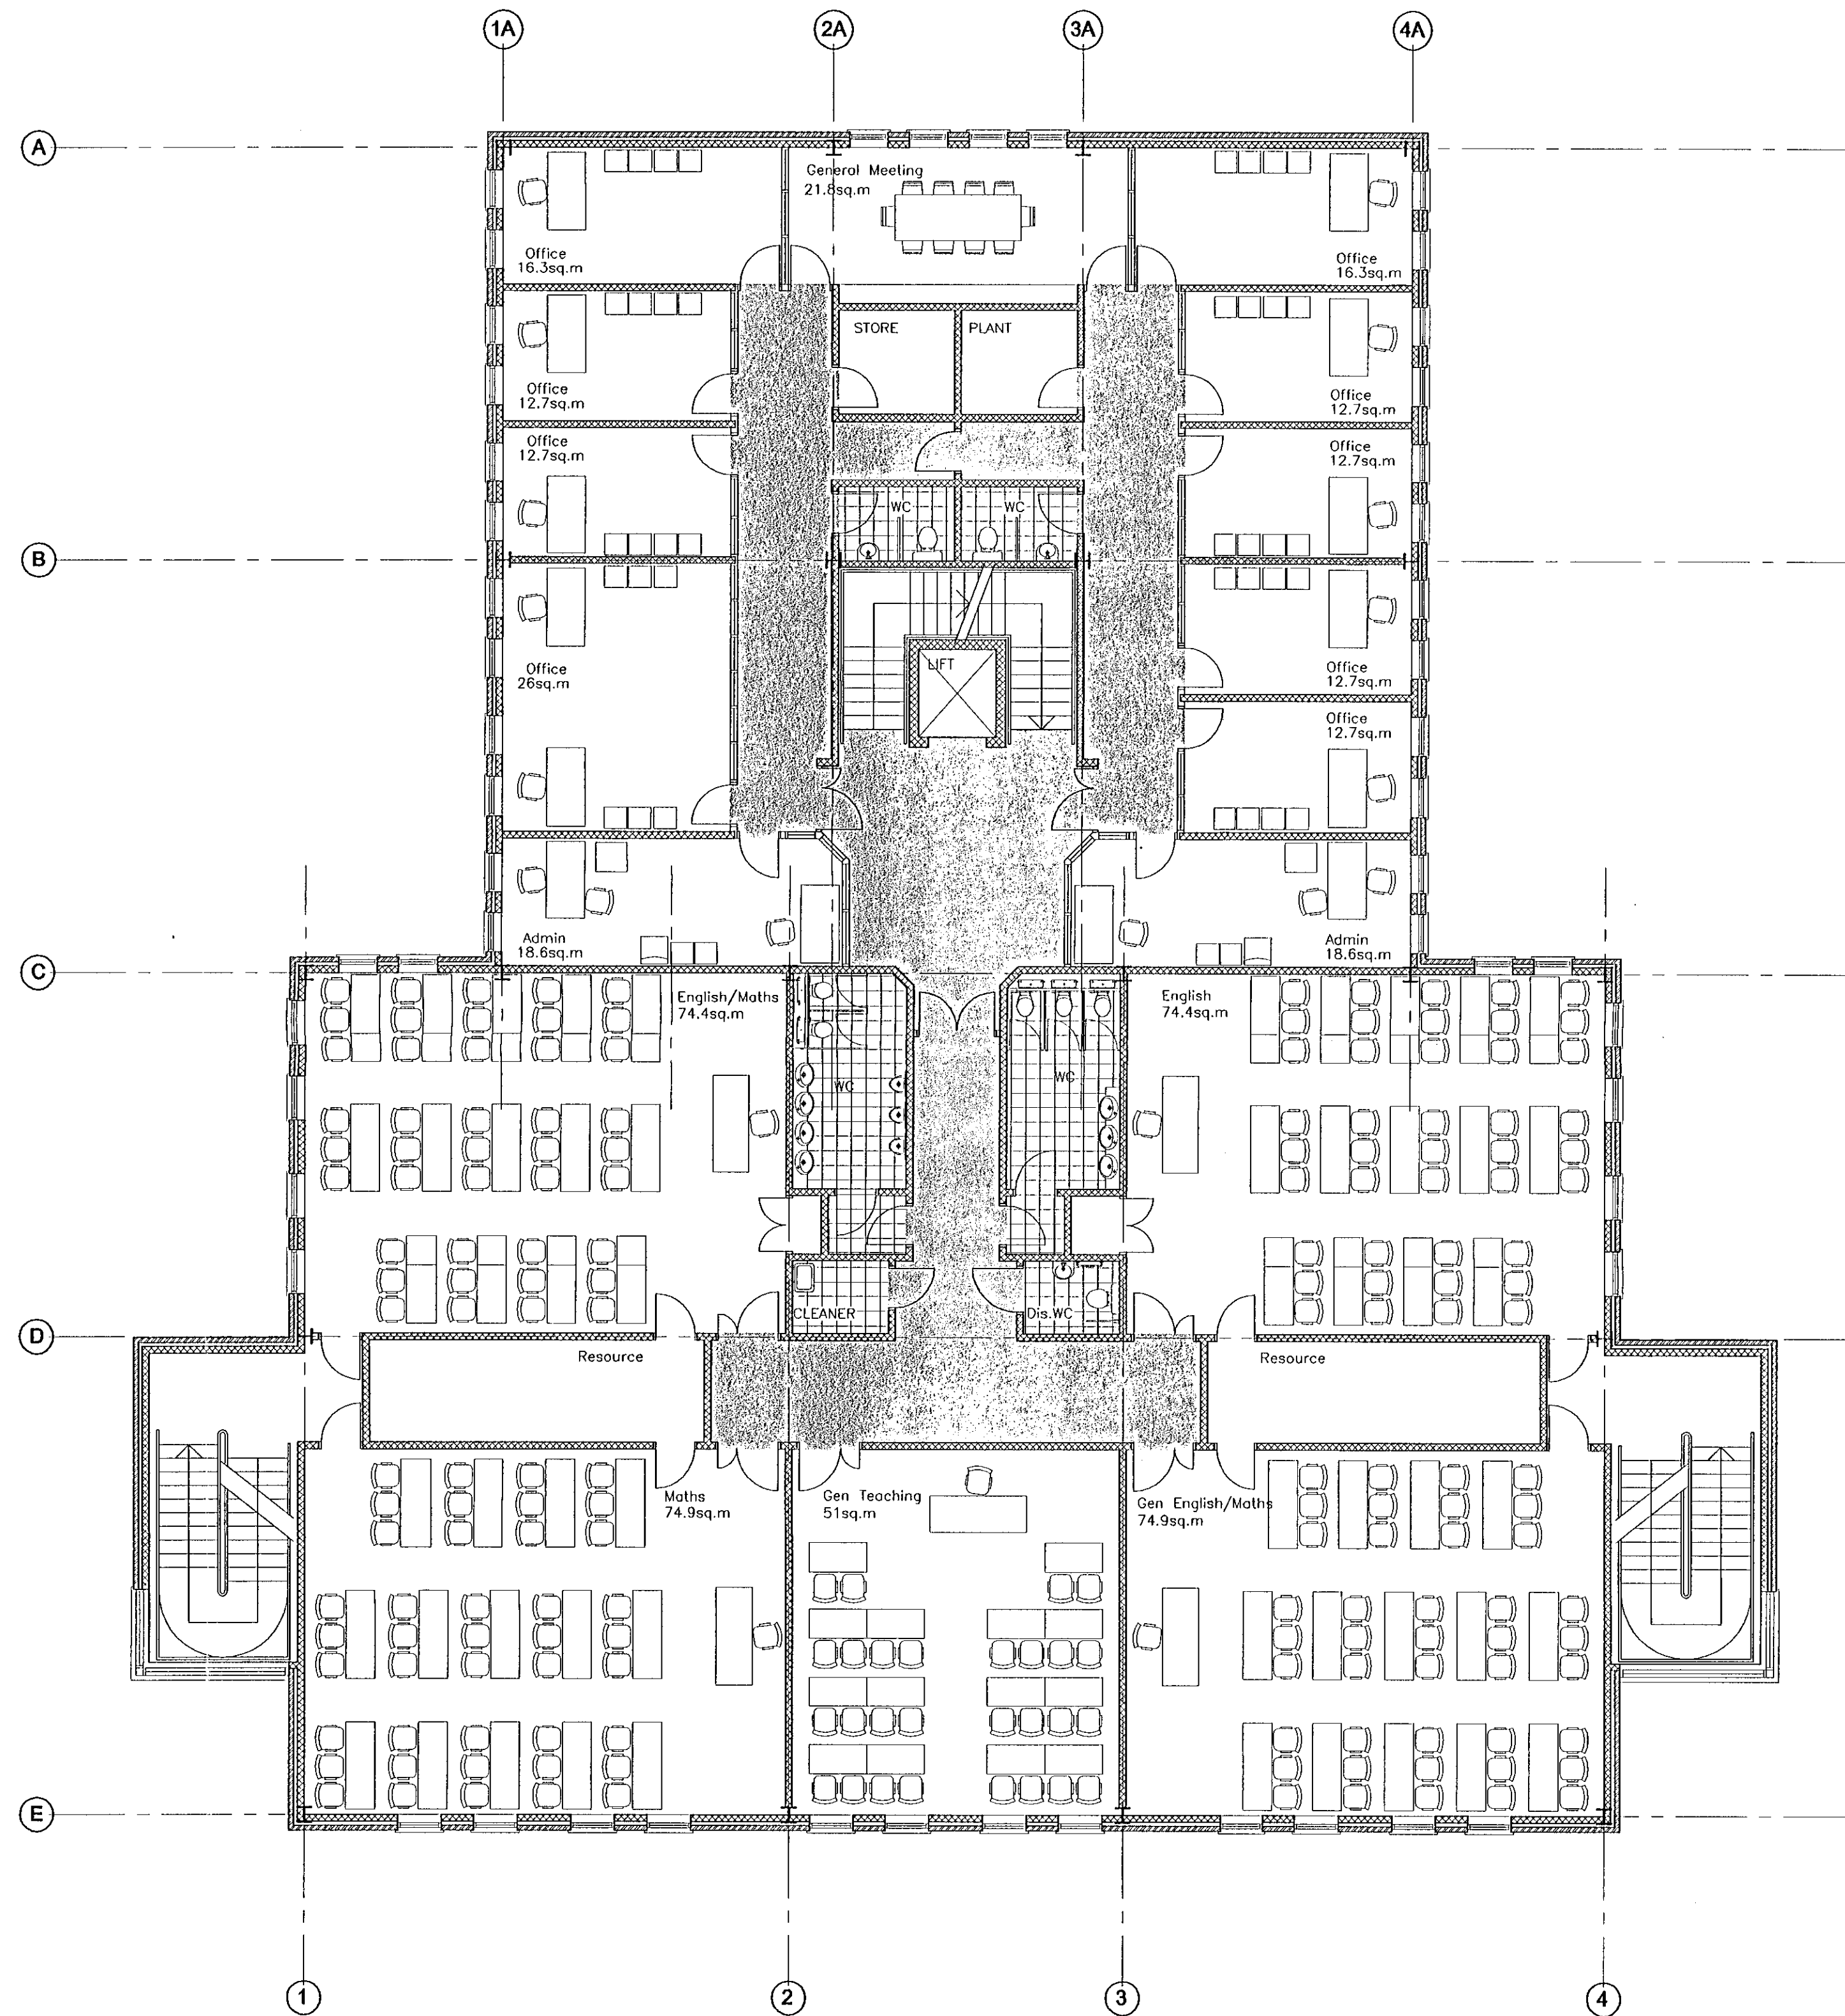 1A
2A
3A
4A
A
General Meeting
21.8sq.m
Office
16.3sq.m
Office
16.3sq.m
STORE
PLANT
Office
12.7sq.m
Office
12.7sq.m
Office
12.7sq.m
Office
12.7sq.m
WC
WC
B
LIFT
Office
26sq.m
Office
12.7sq.m
Office
12.7sq.m
Admin
18.6sq.m
Admin
18.6sq.m
C
English/Maths
74.4sq.m
English
74.4sq.m
WC
WC
CLEANER
Dis.WC
D
Resource
Resource
Maths
74.9sq.m
Gen Teaching
51sq.m
Gen English/Maths
74.9sq.m
E
1
2
3
4